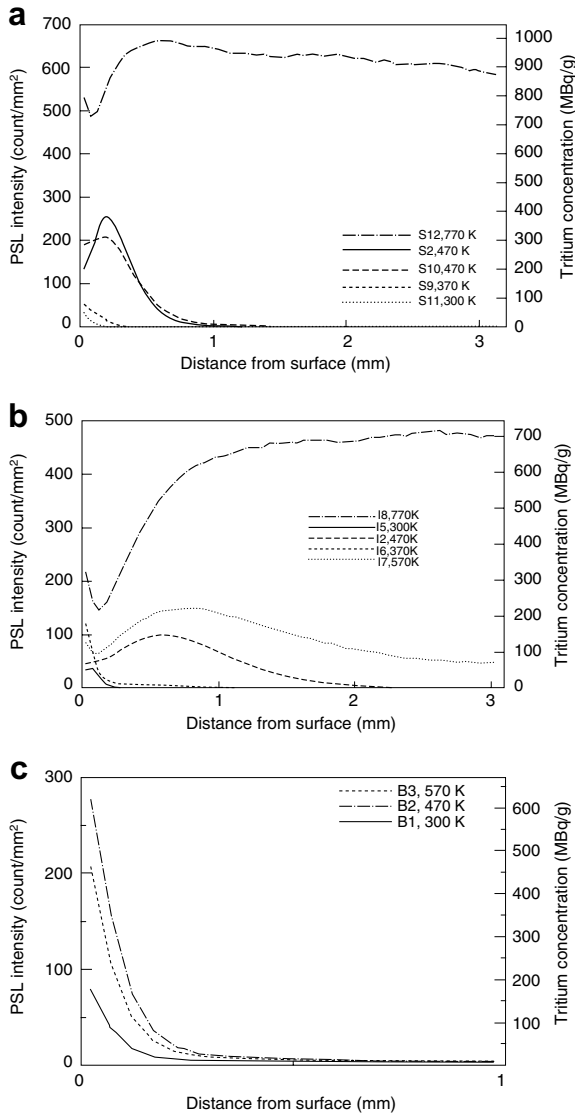 a
700
600
500
400
300
200
100
0
PSL intensity (count/mm²)
1000
900
800
700
600
500
400
300
200
100
0
Tritium concentration (MBq/g)
S12,770 K
S2,470 K
S10,470 K
S9,370 K
S11,300 K
0 1 2 3
Distance from surface (mm)
b
500
400
300
200
100
0
PSL intensity (count/mm²)
700
600
500
400
300
200
100
0
Tritium concentration (MBq/g)
I8,770K
I5,300K
I2,470K
I6,370K
I7,570K
0 1 2 3
Distance from surface (mm)
c
300
200
100
0
PSL intensity (count/mm²)
600
500
400
300
200
100
Tritium concentration (MBq/g)
B3, 570 K
B2, 470 K
B1, 300 K
0 1
Distance from surface (mm)